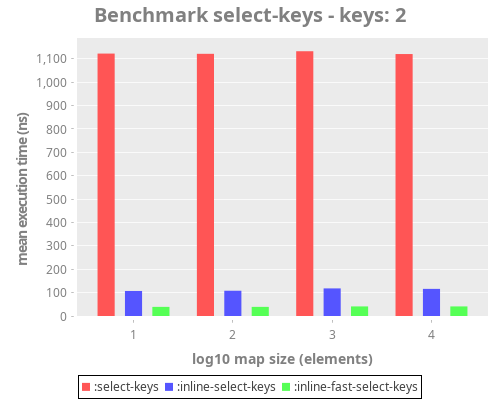 Benchmark select-keys - keys: 2
mean execution time (ns)
1,100
1,000
900
800
700
600
500
400
300
200
100
0
1 2 3 4
log10 map size (elements)
:select-keys :inline-select-keys :inline-fast-select-keys